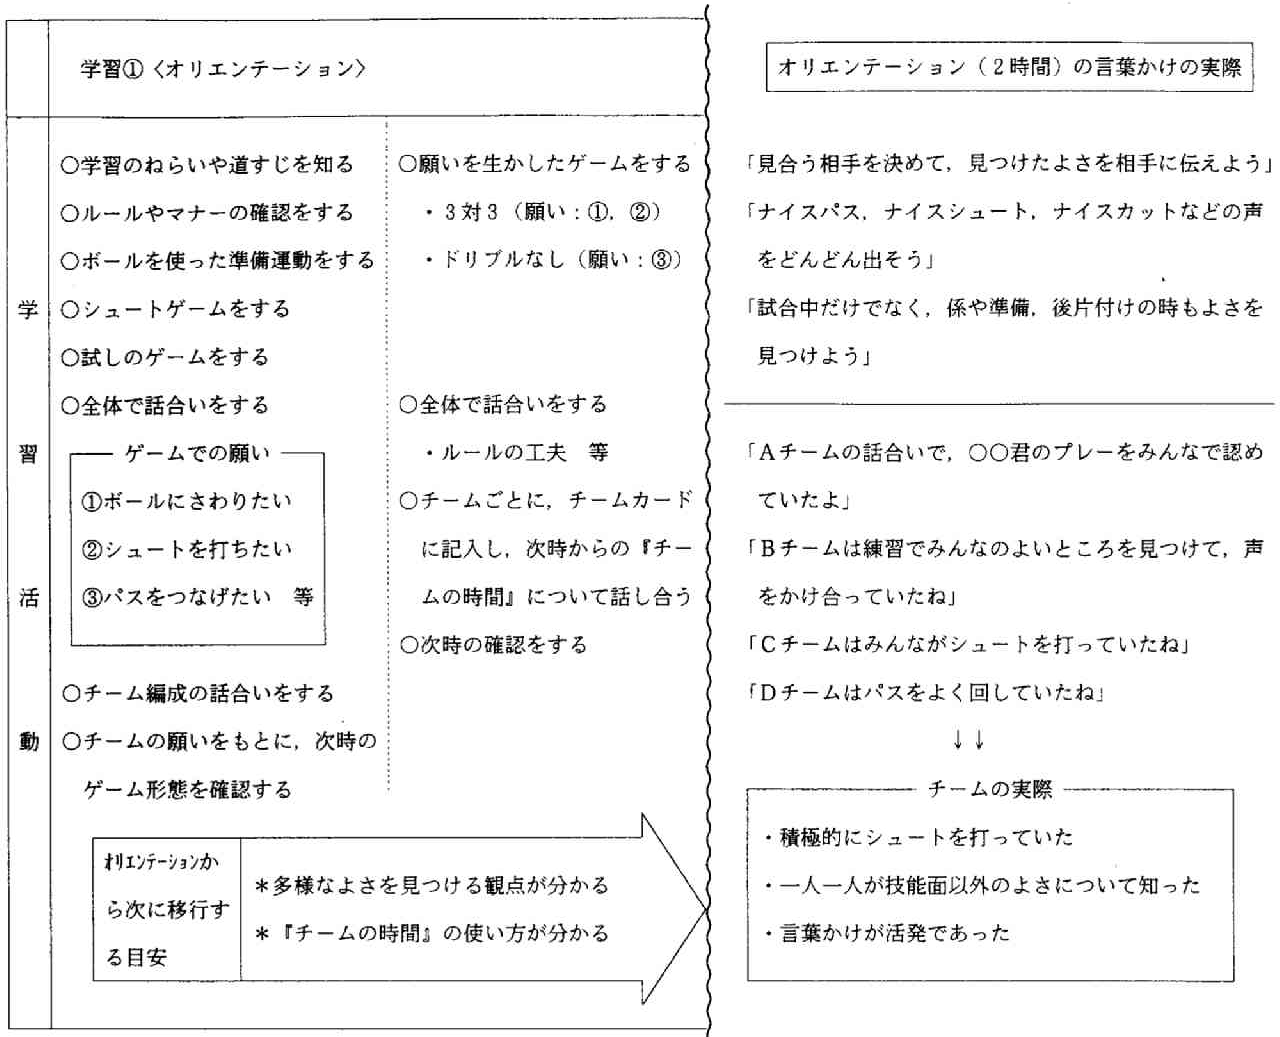 学習①〈オリエンテーション〉
学
習
活
動
○学習のねらいや道すじを知る
○ルールやマナーの確認をする
○ボールを使った準備運動をする
○シュートゲームをする
○試しのゲームをする
○全体で話合いをする
ゲームでの願い
①ボールにさわりたい
②シュートを打ちたい
③パスをつなげたい　等
○チーム編成の話合いをする
○チームの願いをもとに，次時の
ゲーム形態を確認する
○願いを生かしたゲームをする
・３対３（願い：①，②）
・ドリブルなし（願い：③）
○全体で話合いをする
・ルールの工夫　等
○チームごとに，チームカード
に記入し，次時からの『チー
ムの時間』について話し合う
○次時の確認をする
ｵﾘｴﾝﾃｰｼｮﾝか
ら次に移行す
る目安
＊多様なよさを見つける観点が分かる
＊『チームの時間』の使い方が分かる
オリエンテーション（２時間）の言葉かけの実際
「見合う相手を決めて，見つけたよさを相手に伝えよう」
「ナイスパス，ナイスシュート，ナイスカットなどの声
をどんどん出そう」
「試合中だけでなく，係や準備，後片付けの時もよさを
見つけよう」
「Ａチームの話合いで，○○君のプレーをみんなで認め
ていたよ」
「Ｂチームは練習でみんなのよいところを見つけて，声
をかけ合っていたね」
「Ｃチームはみんながシュートを打っていたね」
「Ｄチームはパスをよく回していたね」
↓↓
チームの実際
・積極的にシュートを打っていた
・一人一人が技能面以外のよさについて知った
・言葉かけが活発であった